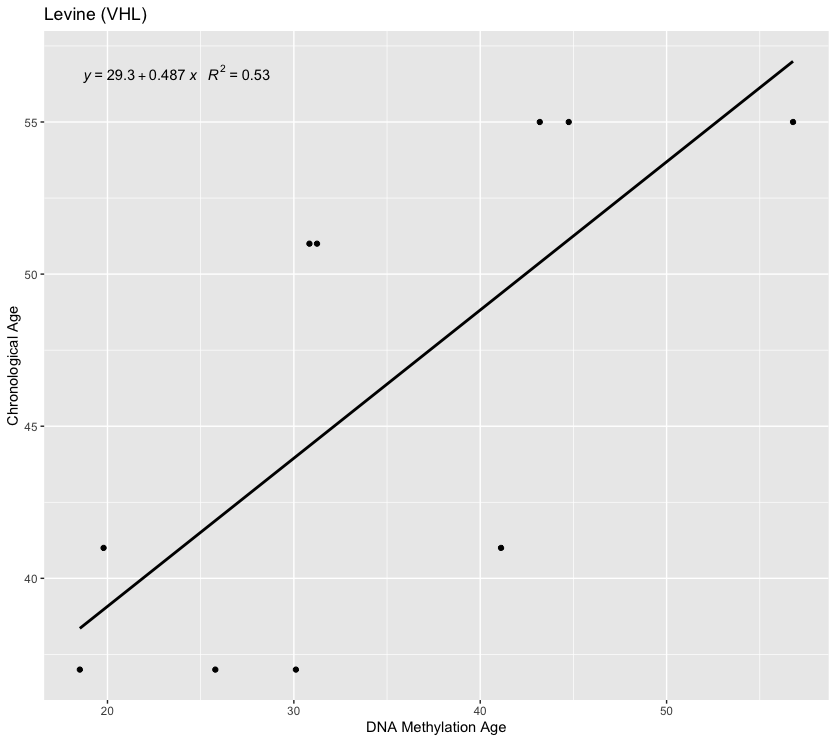 Levine (VHL)
y = 29.3 + 0.487 x R² = 0.53
55
50
45
40
Chronological Age
20 30 40 50
DNA Methylation Age